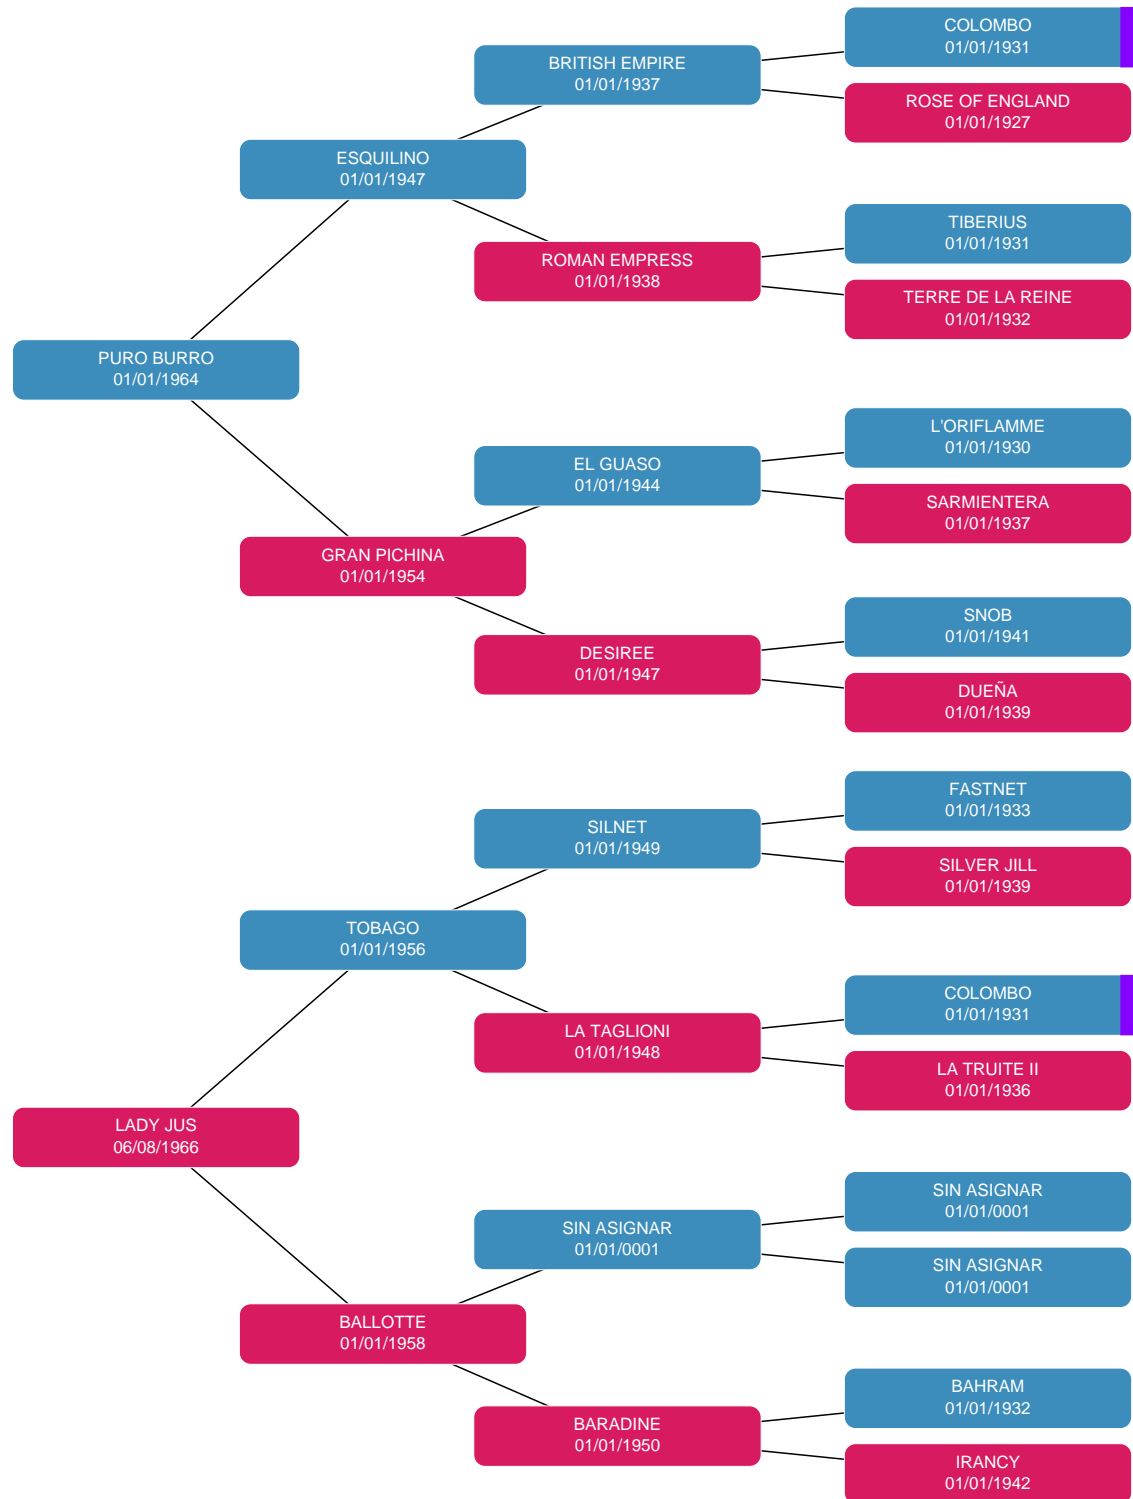 COLOMBO
01/01/1931
BRITISH EMPIRE
01/01/1937
ROSE OF ENGLAND
01/01/1927
ESQUILINO
01/01/1947
TIBERIUS
01/01/1931
ROMAN EMPRESS
01/01/1938
TERRE DE LA REINE
01/01/1932
PURO BURRO
01/01/1964
L'ORIFLAMME
01/01/1930
EL GUASO
01/01/1944
SARMIENTERA
01/01/1937
GRAN PICHINA
01/01/1954
SNOB
01/01/1941
DESIREE
01/01/1947
DUEÑA
01/01/1939
FASTNET
01/01/1933
SILNET
01/01/1949
SILVER JILL
01/01/1939
TOBAGO
01/01/1956
COLOMBO
01/01/1931
LA TAGLIONI
01/01/1948
LA TRUITE II
01/01/1936
LADY JUS
06/08/1966
SIN ASIGNAR
01/01/0001
SIN ASIGNAR
01/01/0001
SIN ASIGNAR
01/01/0001
BALLOTTE
01/01/1958
BAHRAM
01/01/1932
BARADINE
01/01/1950
IRANCY
01/01/1942